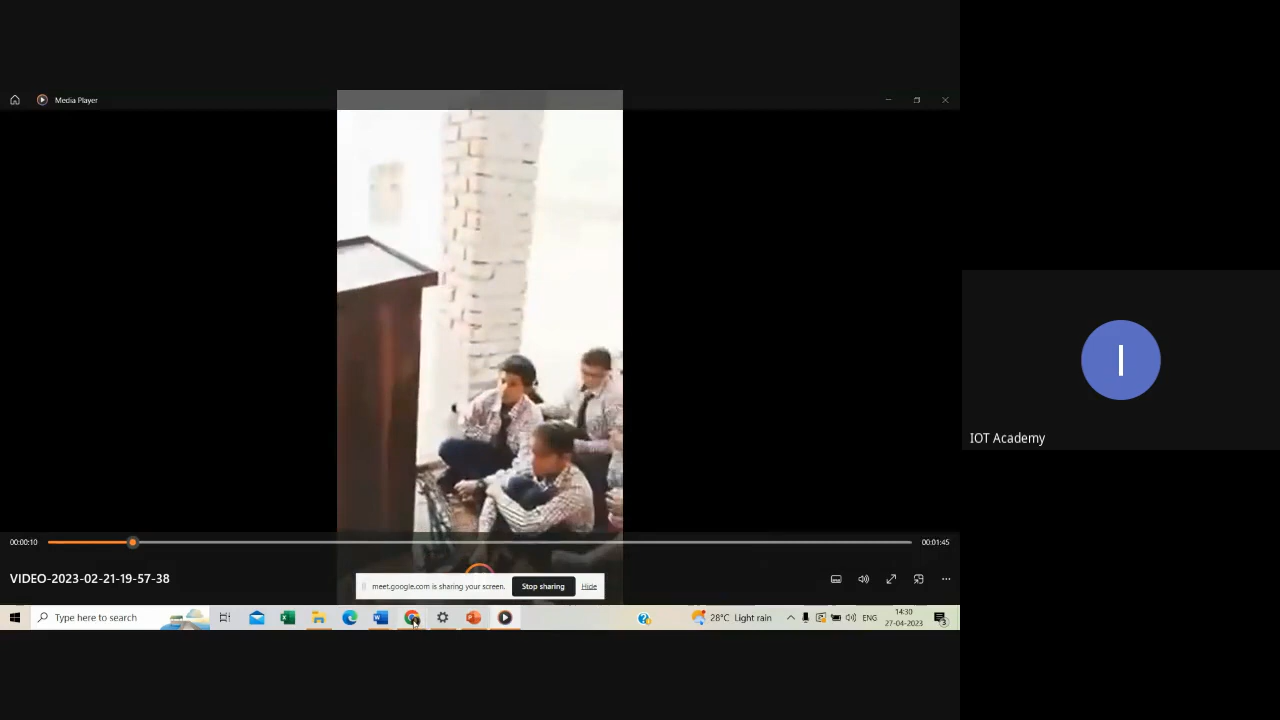 Media Player
00:00:10
00:01:45
VIDEO-2023-02-21-19-57-38
meet.google.com is sharing your screen.
Stop sharing
Hide
Type here to search
28°C Light rain
ENG
14:30
27-04-2023
3
I
IOT Academy